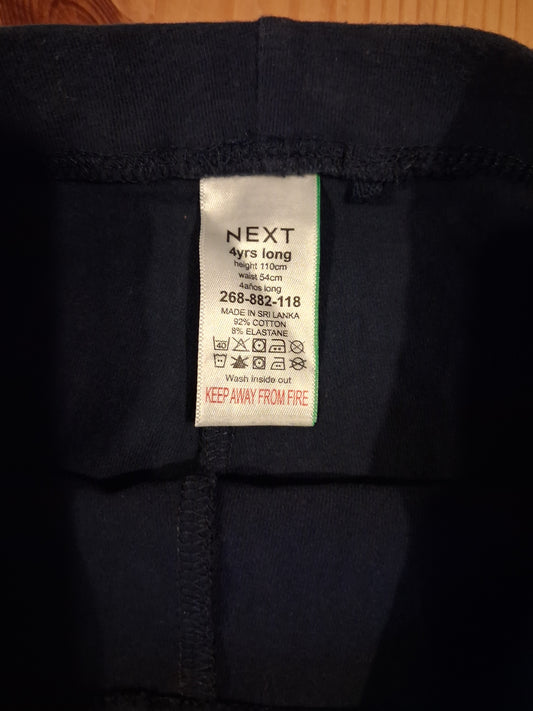 NEXT
4yrs long
height 110cm
waist 54cm
4años long
268-882-118
MADE IN SRI LANKA
92% COTTON
8% ELASTANE
40
Wash inside out
KEEP AWAY FROM FIRE